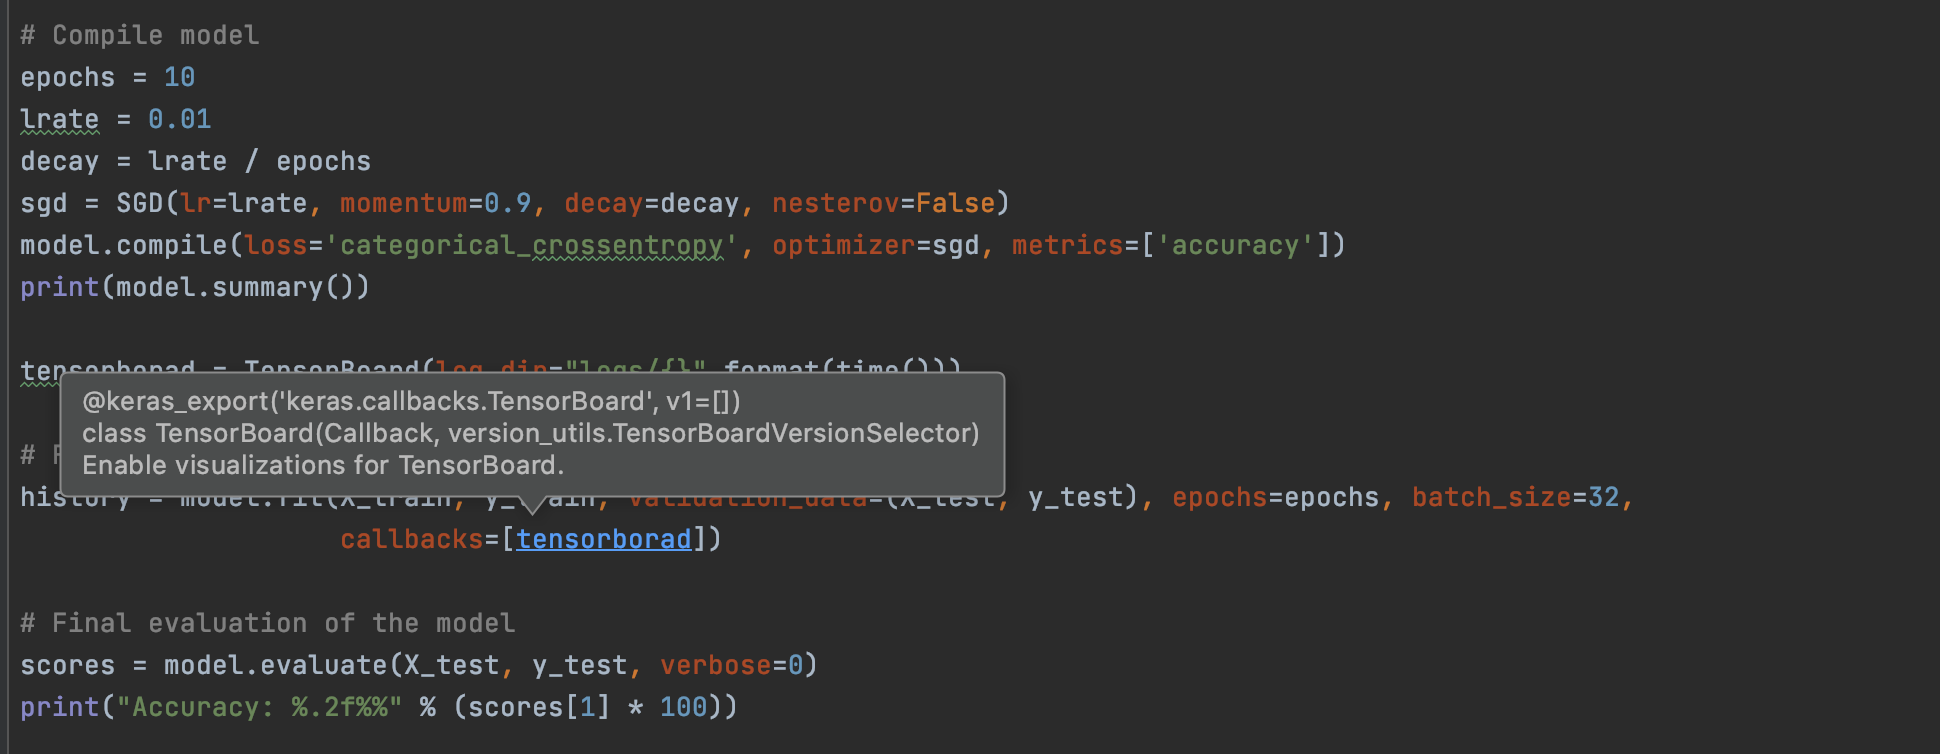 # Compile model
epochs = 10
lrate = 0.01
decay = lrate / epochs
sgd = SGD(lr=lrate, momentum=0.9, decay=decay, nesterov=False)
model.compile(loss='categorical_crossentropy', optimizer=sgd, metrics=['accuracy'])
print(model.summary())
tensorborad = TensorBoard(log_dir="logs/{}".format(time()))
@keras_export('keras.callbacks.TensorBoard', v1=[])
class TensorBoard(Callback, version_utils.TensorBoardVersionSelector)
Enable visualizations for TensorBoard.
#
history = model.fit(X_train, y_train, validation_data=(X_test, y_test), epochs=epochs, batch_size=32,
callbacks=[tensorborad])
# Final evaluation of the model
scores = model.evaluate(X_test, y_test, verbose=0)
print("Accuracy: %.2f%%" % (scores[1] * 100))